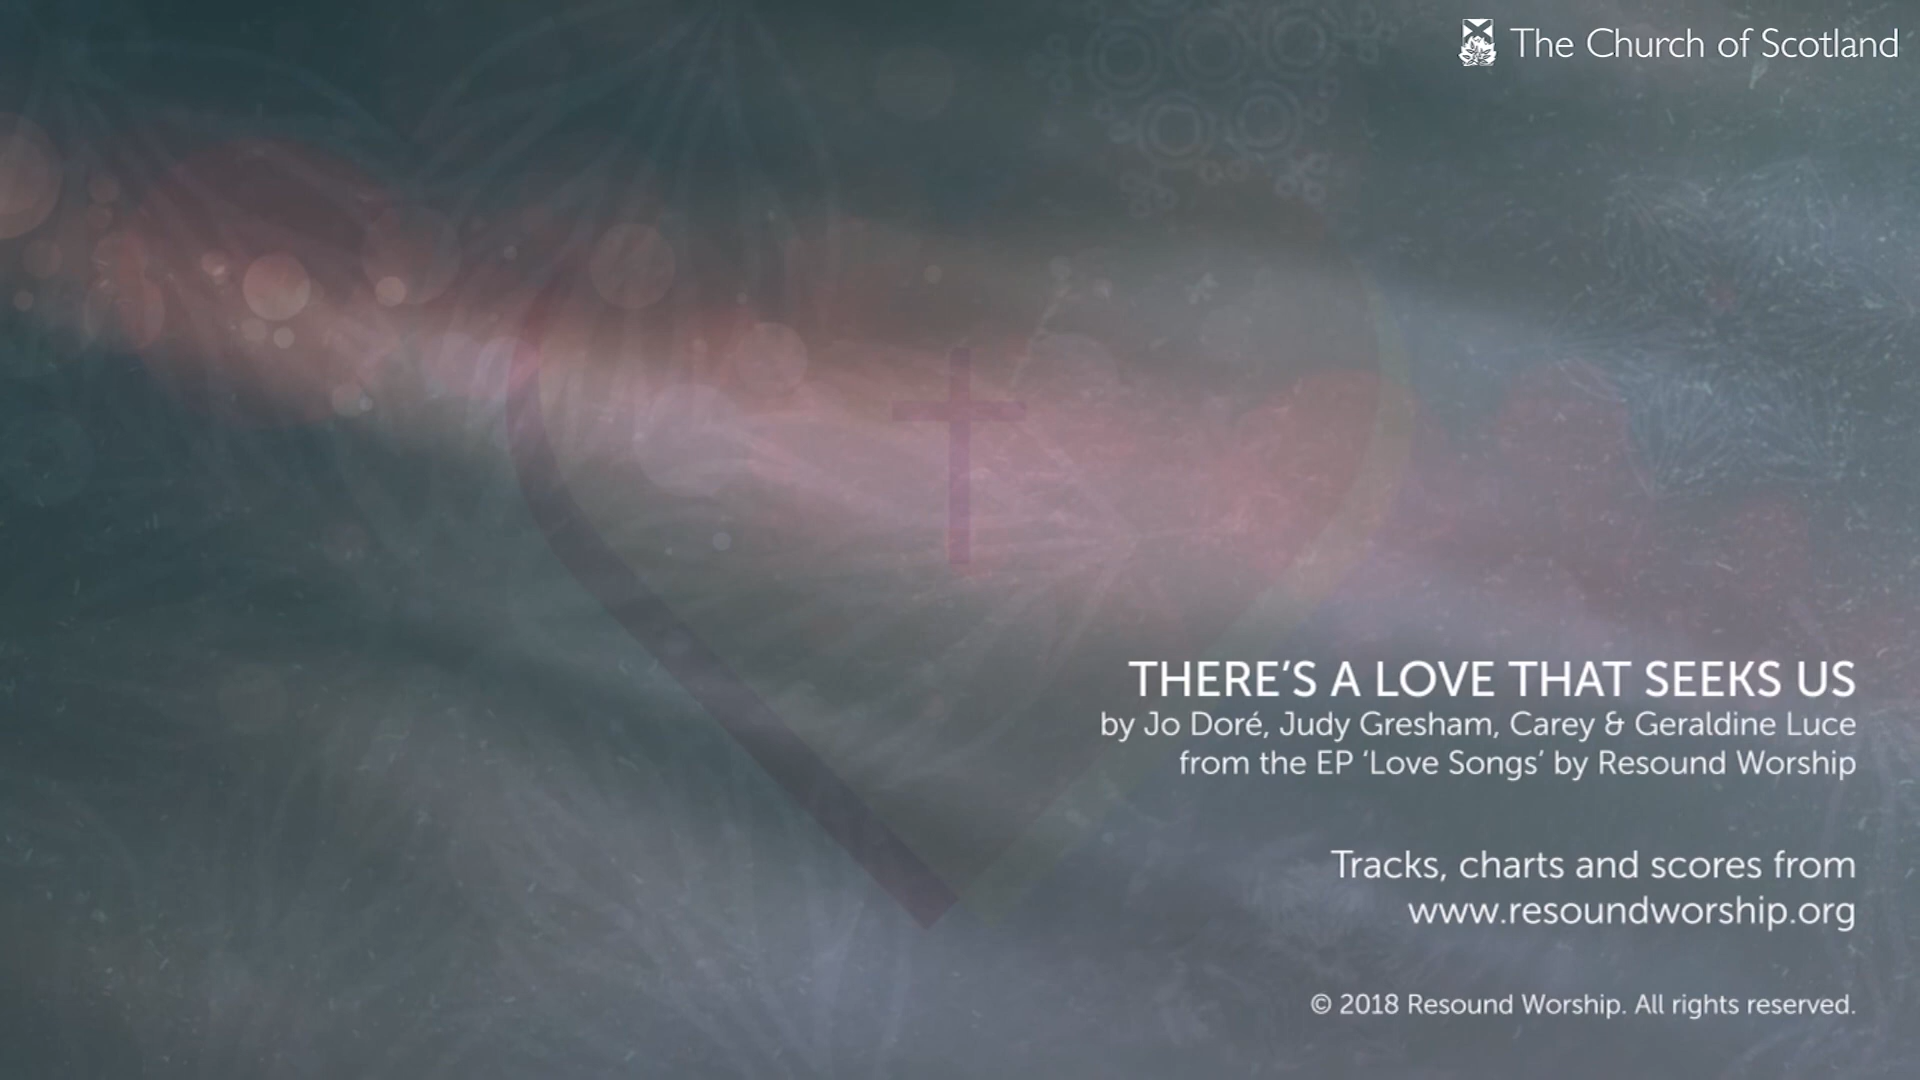 The Church of Scotland
THERE’S A LOVE THAT SEEKS US
by Jo Doré, Judy Gresham, Carey & Geraldine Luce
from the EP ‘Love Songs’ by Resound Worship
Tracks, charts and scores from
www.resoundworship.org
© 2018 Resound Worship. All rights reserved.